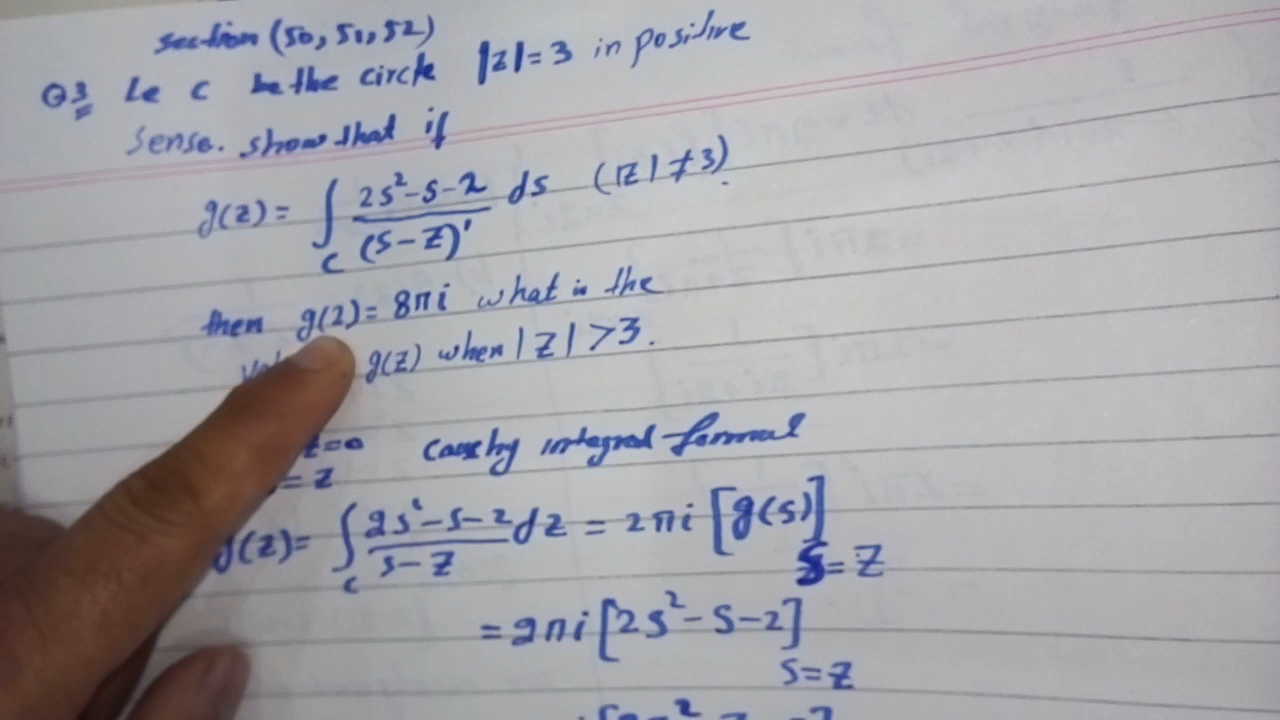 section (50, 51, 52)
Q3 Le c be the circle |z|=3 in positive
Sense. show that if
g(z) = ∫_C (2s²-s-2)/(s-z)' ds (|z| ≠ 3).
then g(2)= 8πi what is the
g(z) when |z| > 3.
=0 cauchy integral formul
= z
g(z)= ∫_C (2s²-s-2)/(s-z) dz = 2πi [g(s)] s=z
= 2πi [2s²-s-2] s=z